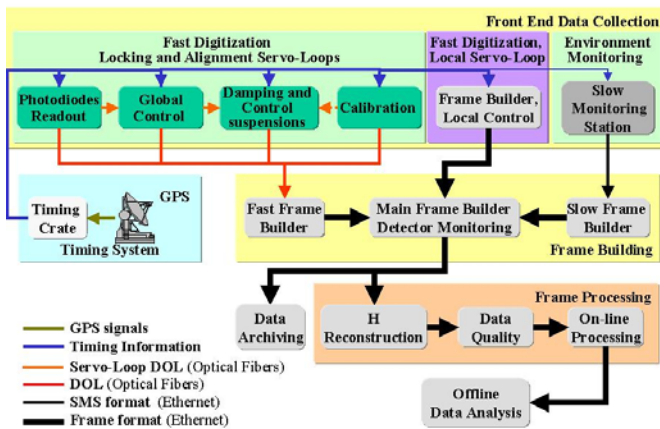 Front End Data Collection
Fast Digitization
Locking and Alignment Servo-Loops
Fast Digitization,
Local Servo-Loop
Environment
Monitoring
Photodiodes
Readout
Global
Control
Damping and
Control
suspensions
Calibration
Frame Builder,
Local Control
Slow
Monitoring
Station
Timing
Crate
GPS
Timing System
Fast Frame
Builder
Main Frame Builder
Detector Monitoring
Slow Frame
Builder
Frame Building
Data
Archiving
Frame Processing
H
Reconstruction
Data
Quality
On-line
Processing
Offline
Data Analysis
GPS signals
Timing Information
Servo-Loop DOL (Optical Fibers)
DOL (Optical Fibers)
SMS format (Ethernet)
Frame format (Ethernet)